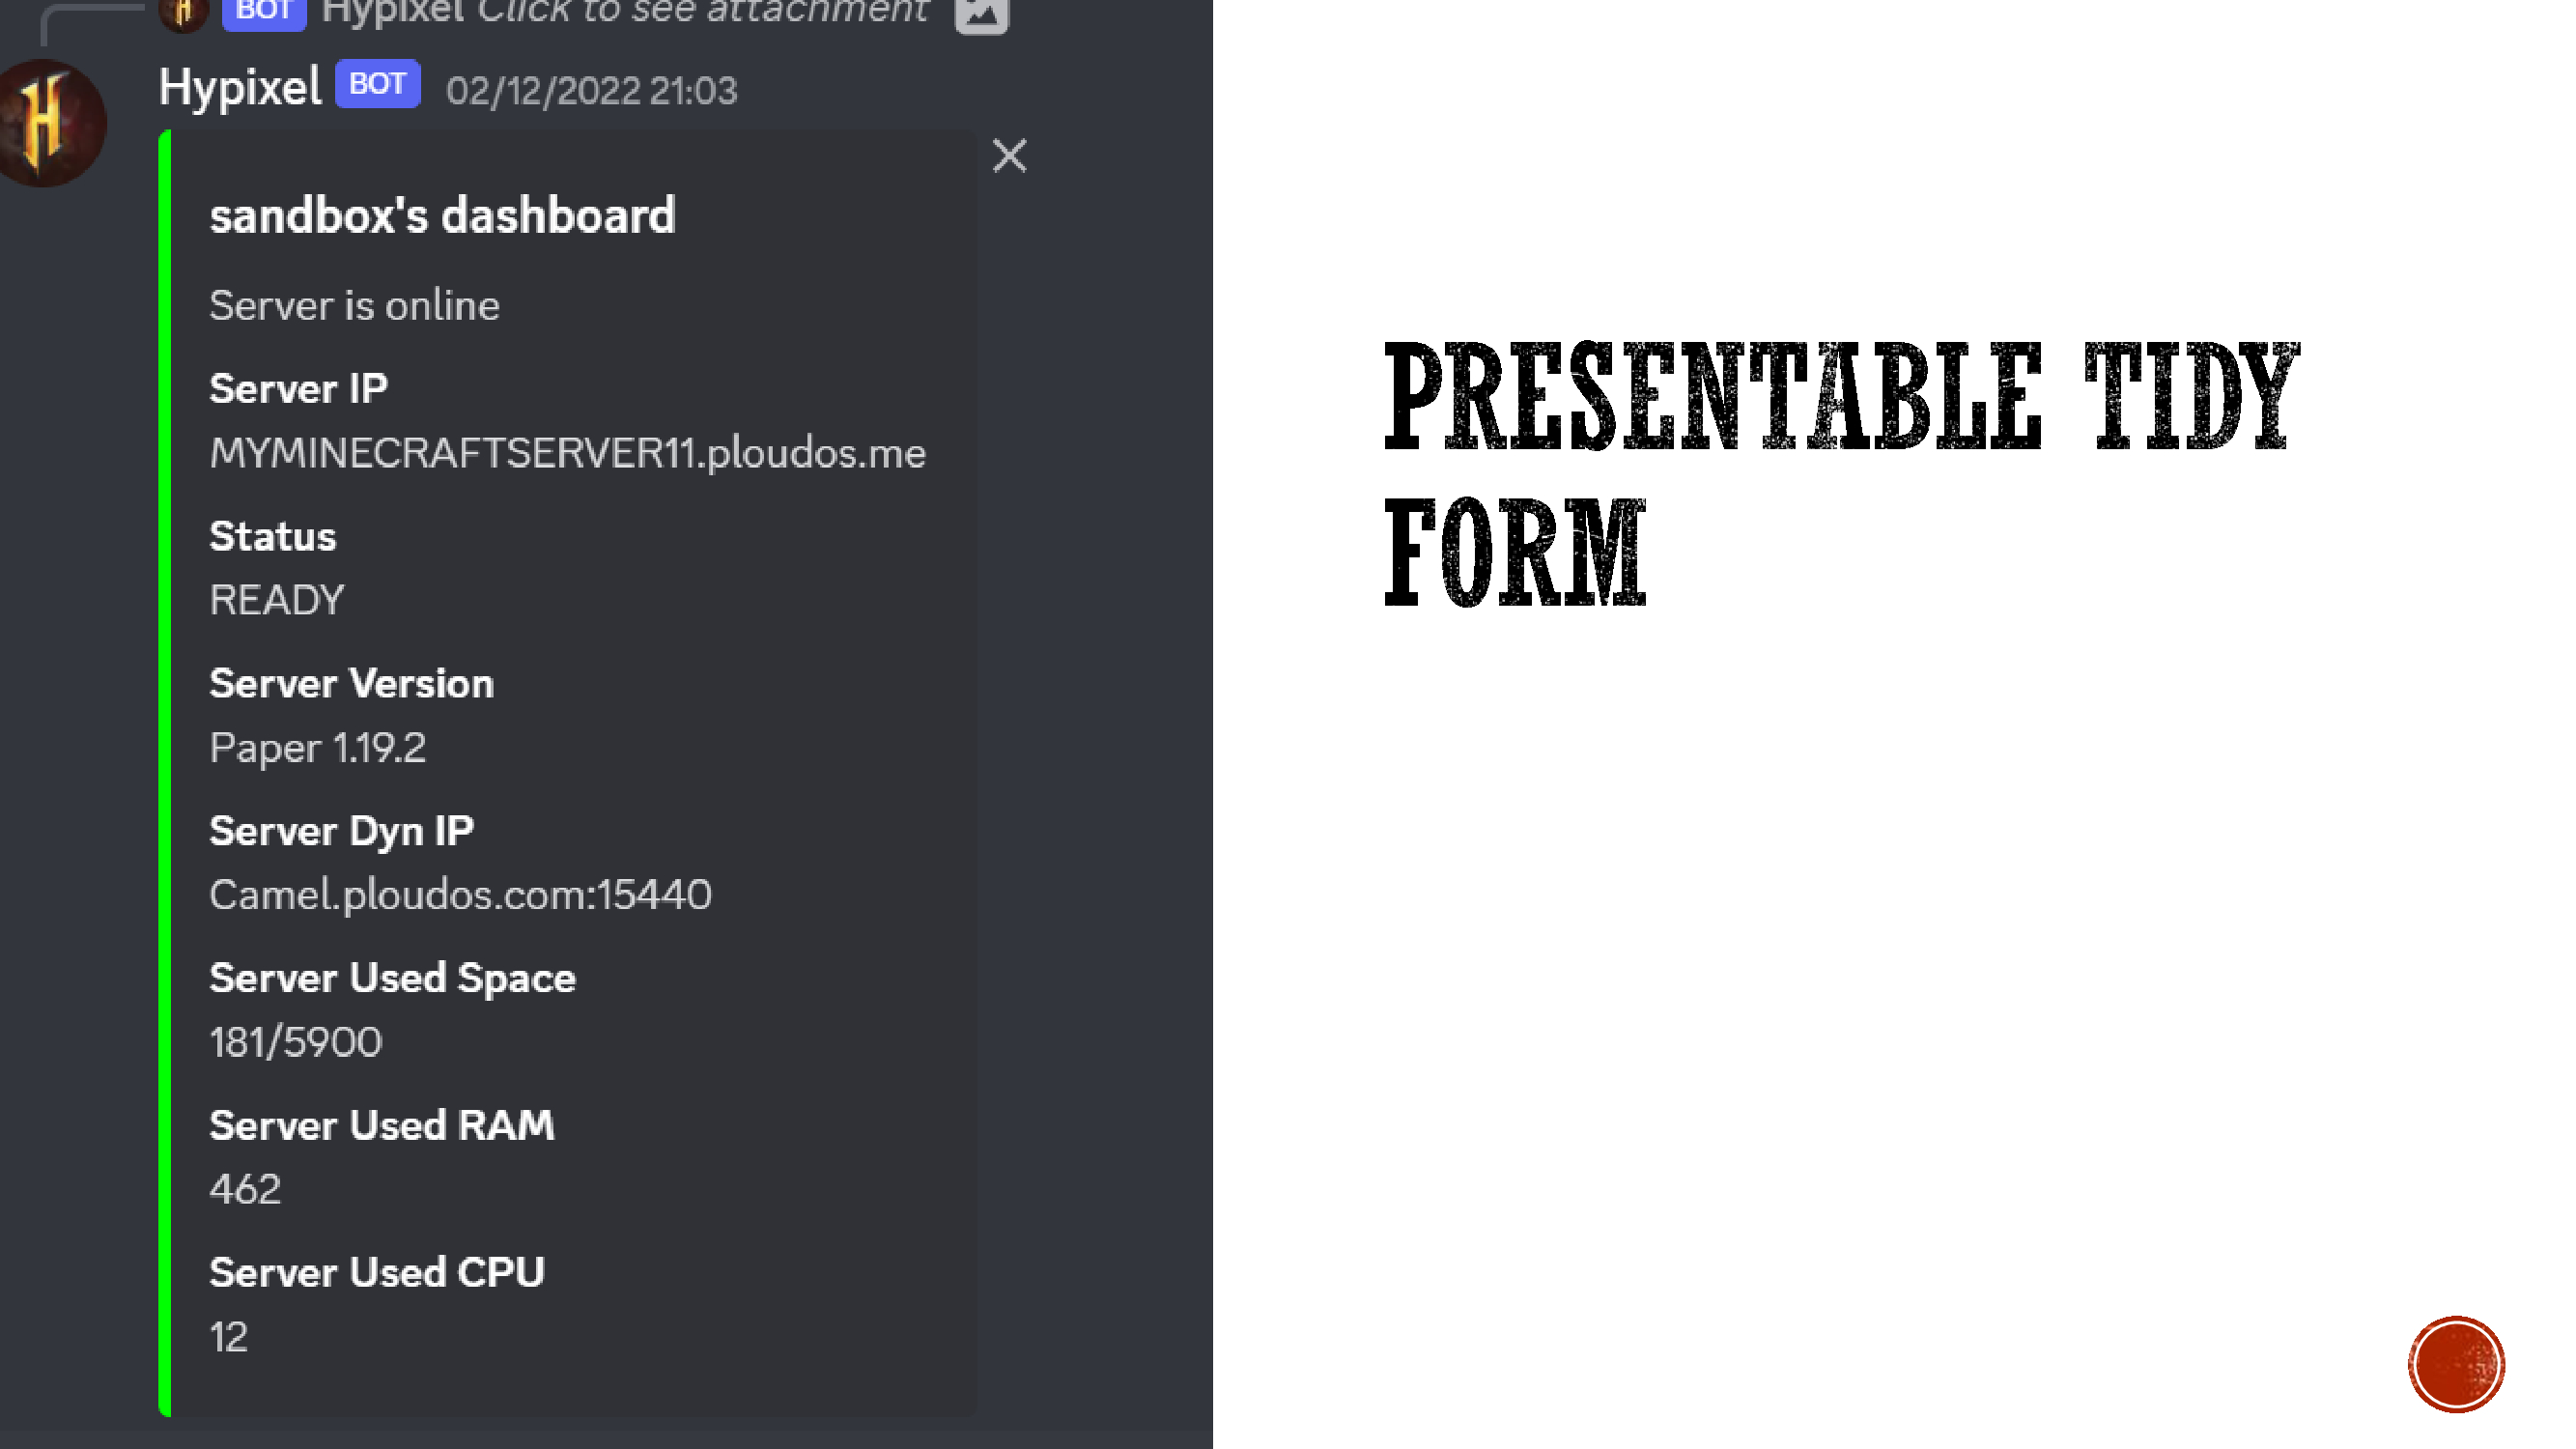 BOT Hypixel Click to see attachment
Hypixel BOT 02/12/2022 21:03
sandbox's dashboard
Server is online
Server IP
MYMINECRAFTSERVER11.ploudos.me
Status
READY
Server Version
Paper 1.19.2
Server Dyn IP
Camel.ploudos.com:15440
Server Used Space
181/5900
Server Used RAM
462
Server Used CPU
12
PRESENTABLE TIDY
FORM